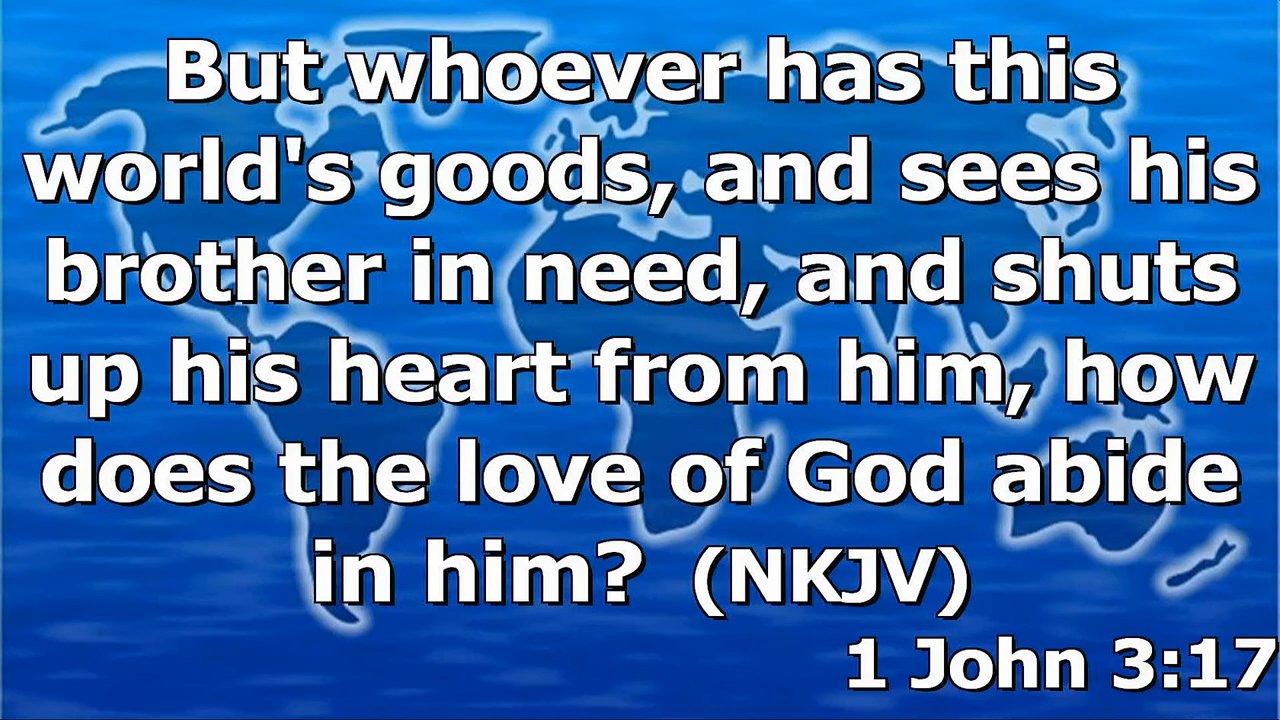 But whoever has this
world's goods, and sees his
brother in need, and shuts
up his heart from him, how
does the love of God abide
in him? (NKJV)
1 John 3:17